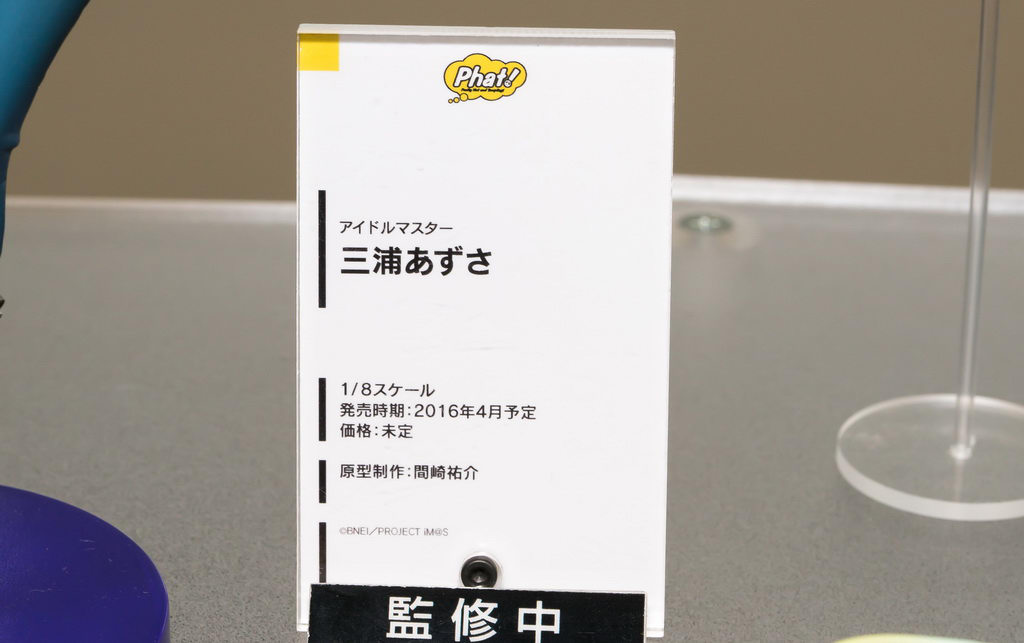 Phat!
アイドルマスター
三浦あずさ
1/8スケール
発売時期:2016年4月予定
価格:未定
原型制作:間崎祐介
©BNEI/PROJECT iM@S
監修中